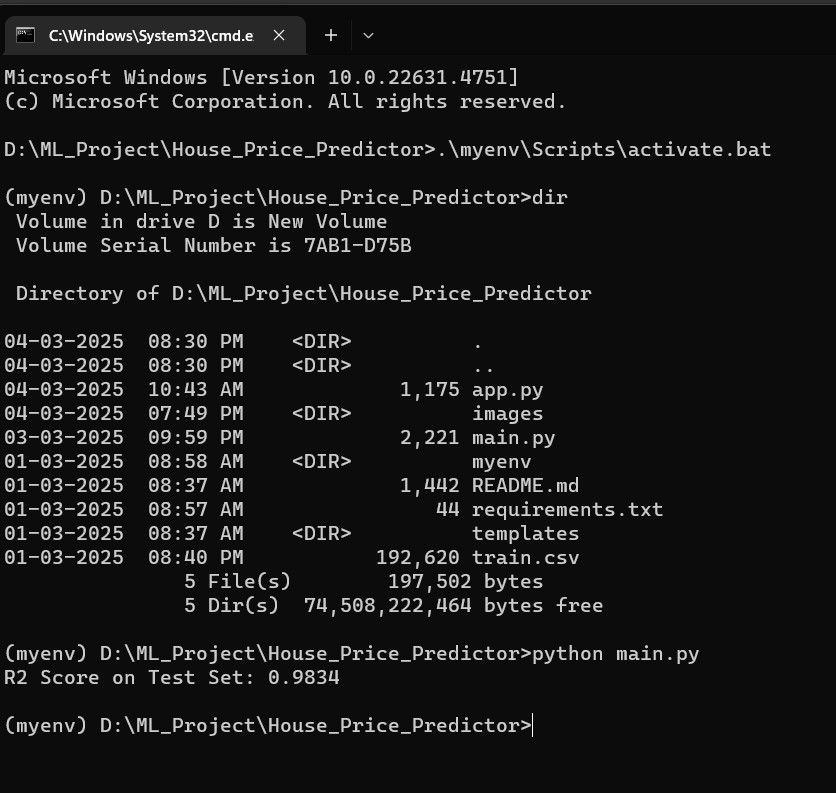 C:\Windows\System32\cmd.e
Microsoft Windows [Version 10.0.22631.4751]
(c) Microsoft Corporation. All rights reserved.
D:\ML_Project\House_Price_Predictor>.\myenv\Scripts\activate.bat
(myenv) D:\ML_Project\House_Price_Predictor>dir
 Volume in drive D is New Volume
 Volume Serial Number is 7AB1-D75B
 Directory of D:\ML_Project\House_Price_Predictor
04-03-2025  08:30 PM    <DIR>          .
04-03-2025  08:30 PM    <DIR>          ..
04-03-2025  10:43 AM             1,175 app.py
04-03-2025  07:49 PM    <DIR>          images
03-03-2025  09:59 PM             2,221 main.py
01-03-2025  08:58 AM    <DIR>          myenv
01-03-2025  08:37 AM             1,442 README.md
01-03-2025  08:57 AM                44 requirements.txt
01-03-2025  08:37 AM    <DIR>          templates
01-03-2025  08:40 PM           192,620 train.csv
               5 File(s)        197,502 bytes
               5 Dir(s)  74,508,222,464 bytes free
(myenv) D:\ML_Project\House_Price_Predictor>python main.py
R2 Score on Test Set: 0.9834
(myenv) D:\ML_Project\House_Price_Predictor>